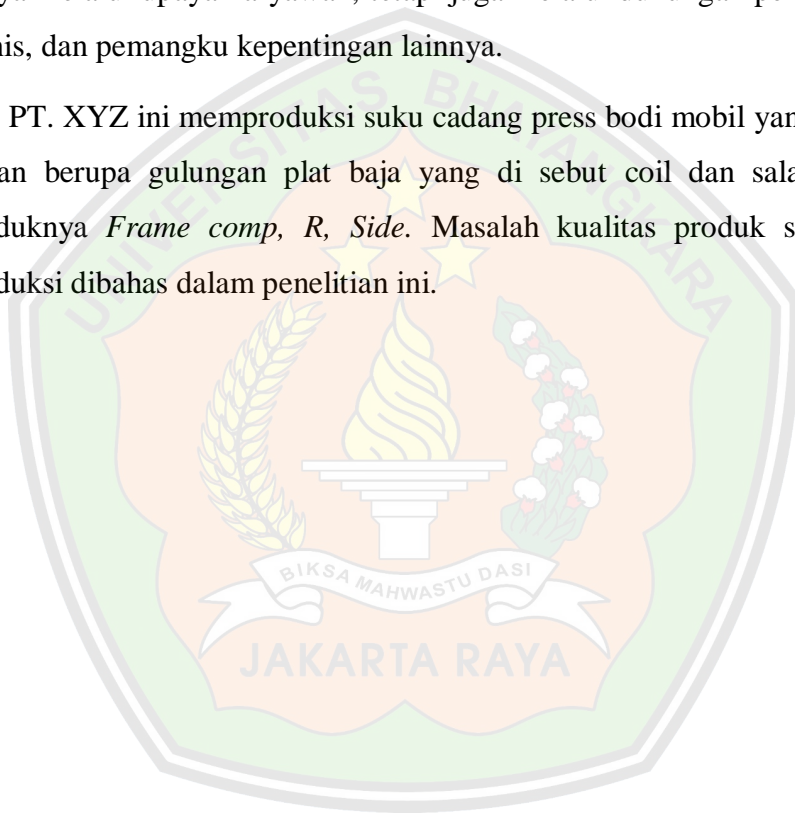 nis, dan pemangku kepentingan lainnya.
PT. XYZ ini memproduksi suku cadang press bodi mobil yan
an berupa gulungan plat baja yang di sebut coil dan sala
duknya Frame comp, R, Side. Masalah kualitas produk s
duksi dibahas dalam penelitian ini.
UNIVERSITAS BHAYANGKARA
BIKSA MAHWASTU DASI
JAKARTA RAYA